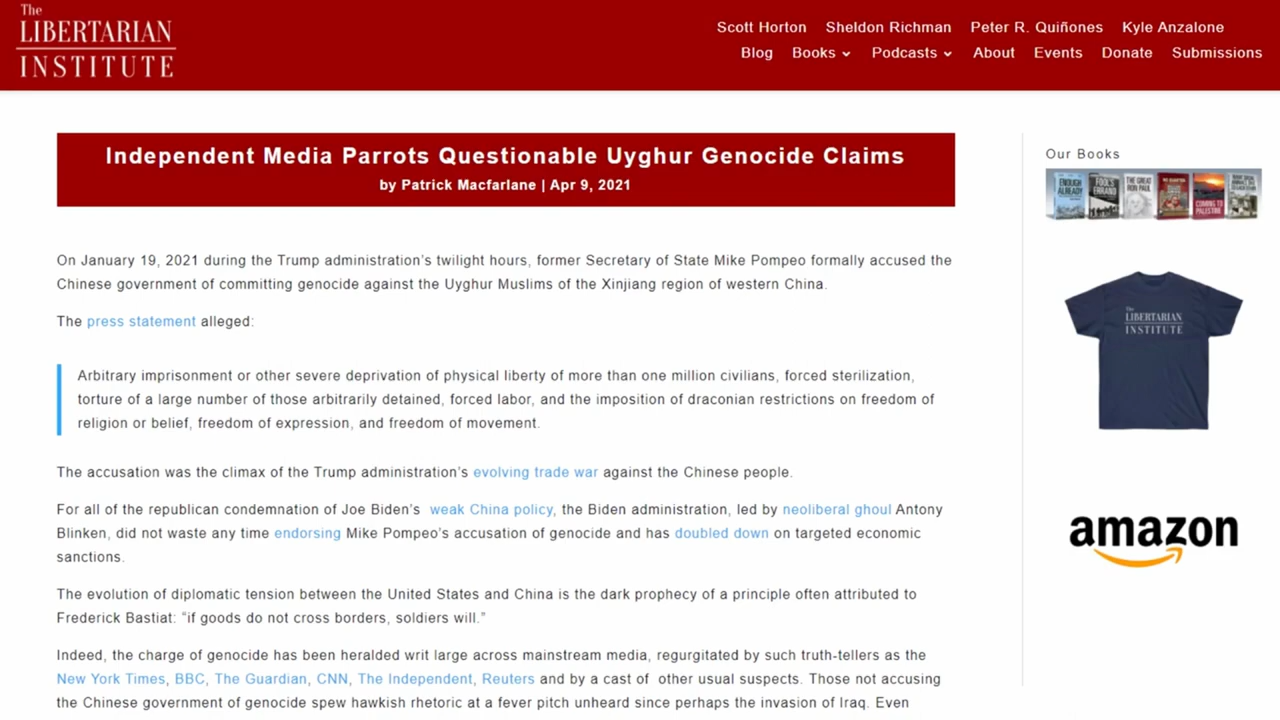 The
LIBERTARIAN
INSTITUTE
Scott Horton Sheldon Richman Peter R. Quiñones Kyle Anzalone
Blog Books Podcasts About Events Donate Submissions
Independent Media Parrots Questionable Uyghur Genocide Claims
by Patrick Macfarlane | Apr 9, 2021
On January 19, 2021 during the Trump administration’s twilight hours, former Secretary of State Mike Pompeo formally accused the
Chinese government of committing genocide against the Uyghur Muslims of the Xinjiang region of western China.
The press statement alleged:
Arbitrary imprisonment or other severe deprivation of physical liberty of more than one million civilians, forced sterilization,
torture of a large number of those arbitrarily detained, forced labor, and the imposition of draconian restrictions on freedom of
religion or belief, freedom of expression, and freedom of movement.
The accusation was the climax of the Trump administration’s evolving trade war against the Chinese people.
For all of the republican condemnation of Joe Biden’s weak China policy, the Biden administration, led by neoliberal ghoul Antony
Blinken, did not waste any time endorsing Mike Pompeo’s accusation of genocide and has doubled down on targeted economic
sanctions.
The evolution of diplomatic tension between the United States and China is the dark prophecy of a principle often attributed to
Frederick Bastiat: “if goods do not cross borders, soldiers will.”
Indeed, the charge of genocide has been heralded writ large across mainstream media, regurgitated by such truth-tellers as the
New York Times, BBC, The Guardian, CNN, The Independent, Reuters and by a cast of other usual suspects. Those not accusing
the Chinese government of genocide spew hawkish rhetoric at a fever pitch unheard since perhaps the invasion of Iraq. Even
Our Books
ENOUGH ALREADY
FOOL'S ERRAND
THE GREAT RON PAUL
COMING TO PALESTINE
The
LIBERTARIAN
INSTITUTE
amazon